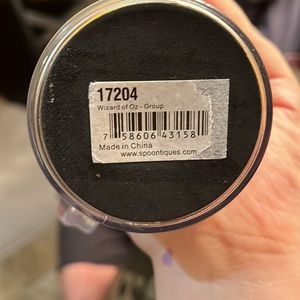 17204
Wizard of Oz - Group
7 58606 43158
Made in China
www.spoontiques.com